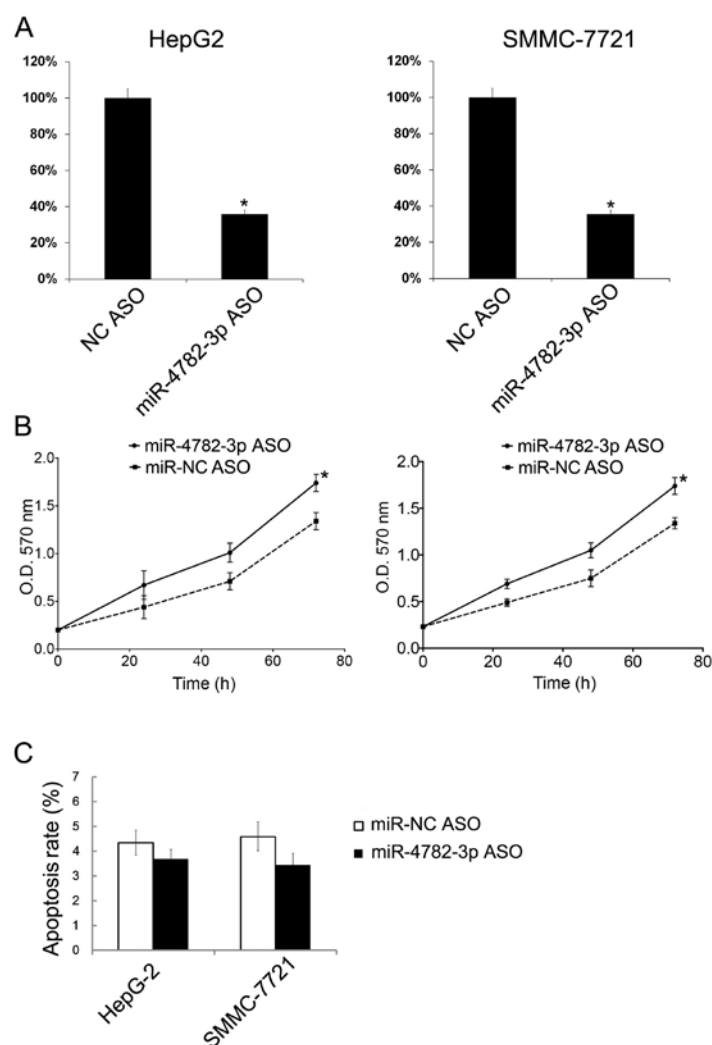 A
HepG2
SMMC-7721
120%
100%
80%
60%
40%
20%
0%
*
NC ASO
miR-4782-3p ASO
120%
100%
80%
60%
40%
20%
0%
*
NC ASO
miR-4782-3p ASO
B
miR-4782-3p ASO
miR-NC ASO
2.0
1.5
1.0
0.5
0.0
O.D. 570 nm
*
0 20 40 60 80
Time (h)
miR-4782-3p ASO
miR-NC ASO
2.0
1.5
1.0
0.5
0.0
O.D. 570 nm
*
0 20 40 60 80
Time (h)
C
Apoptosis rate (%)
7
6
5
4
3
2
1
0
HepG-2
SMMC-7721
miR-NC ASO
miR-4782-3p ASO